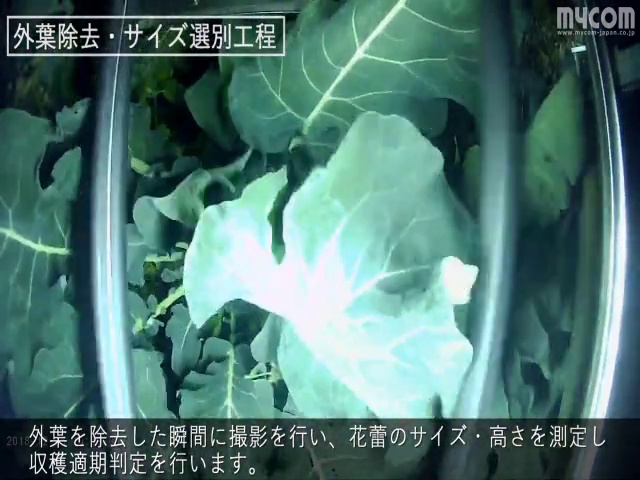 外葉除去・サイズ選別工程
mycom
www.mycom-japan.co.jp
外葉を除去した瞬間に撮影を行い、花蕾のサイズ・高さを測定し
収穫適期判定を行います。